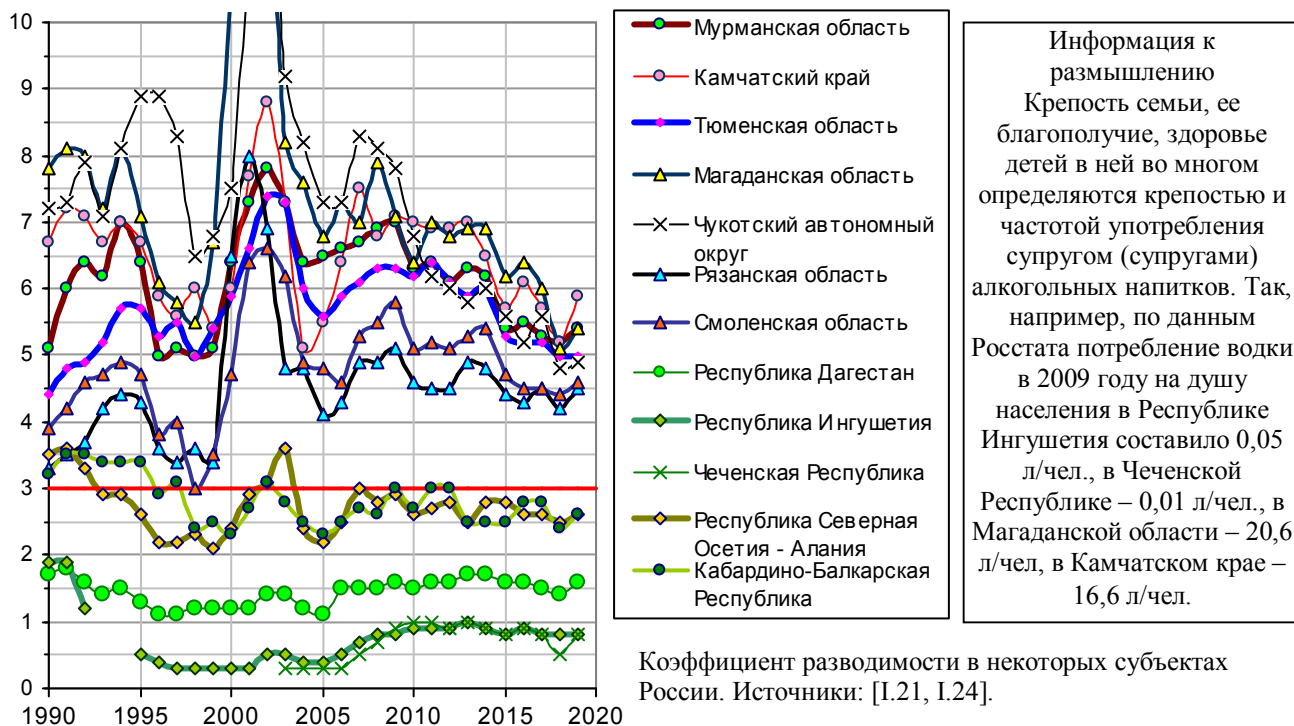 10
9
8
7
6
5
4
3
2
1
0
1990
1995
2000
2005
2010
2015
2020
Мурманская область
Камчатский край
Тюменская область
Магаданская область
Чукотский автономный
округ
Рязанская область
Смоленская область
Республика Дагестан
Республика Ингушетия
Чеченская Республика
Республика Северная
Осетия - Алания
Кабардино-Балкарская
Республика
Информация к
размышлению
Крепость семьи, ее
благополучие, здоровье
детей в ней во многом
определяются крепостью и
частотой употребления
супругом (супругами)
алкогольных напитков. Так,
например, по данным
Росстата потребление водки
в 2009 году на душу
населения в Республике
Ингушетия составило 0,05
л/чел., в Чеченской
Республике – 0,01 л/чел., в
Магаданской области – 20,6
л/чел, в Камчатском крае –
16,6 л/чел.
Коэффициент разводимости в некоторых субъектах
России. Источники: [I.21, I.24].